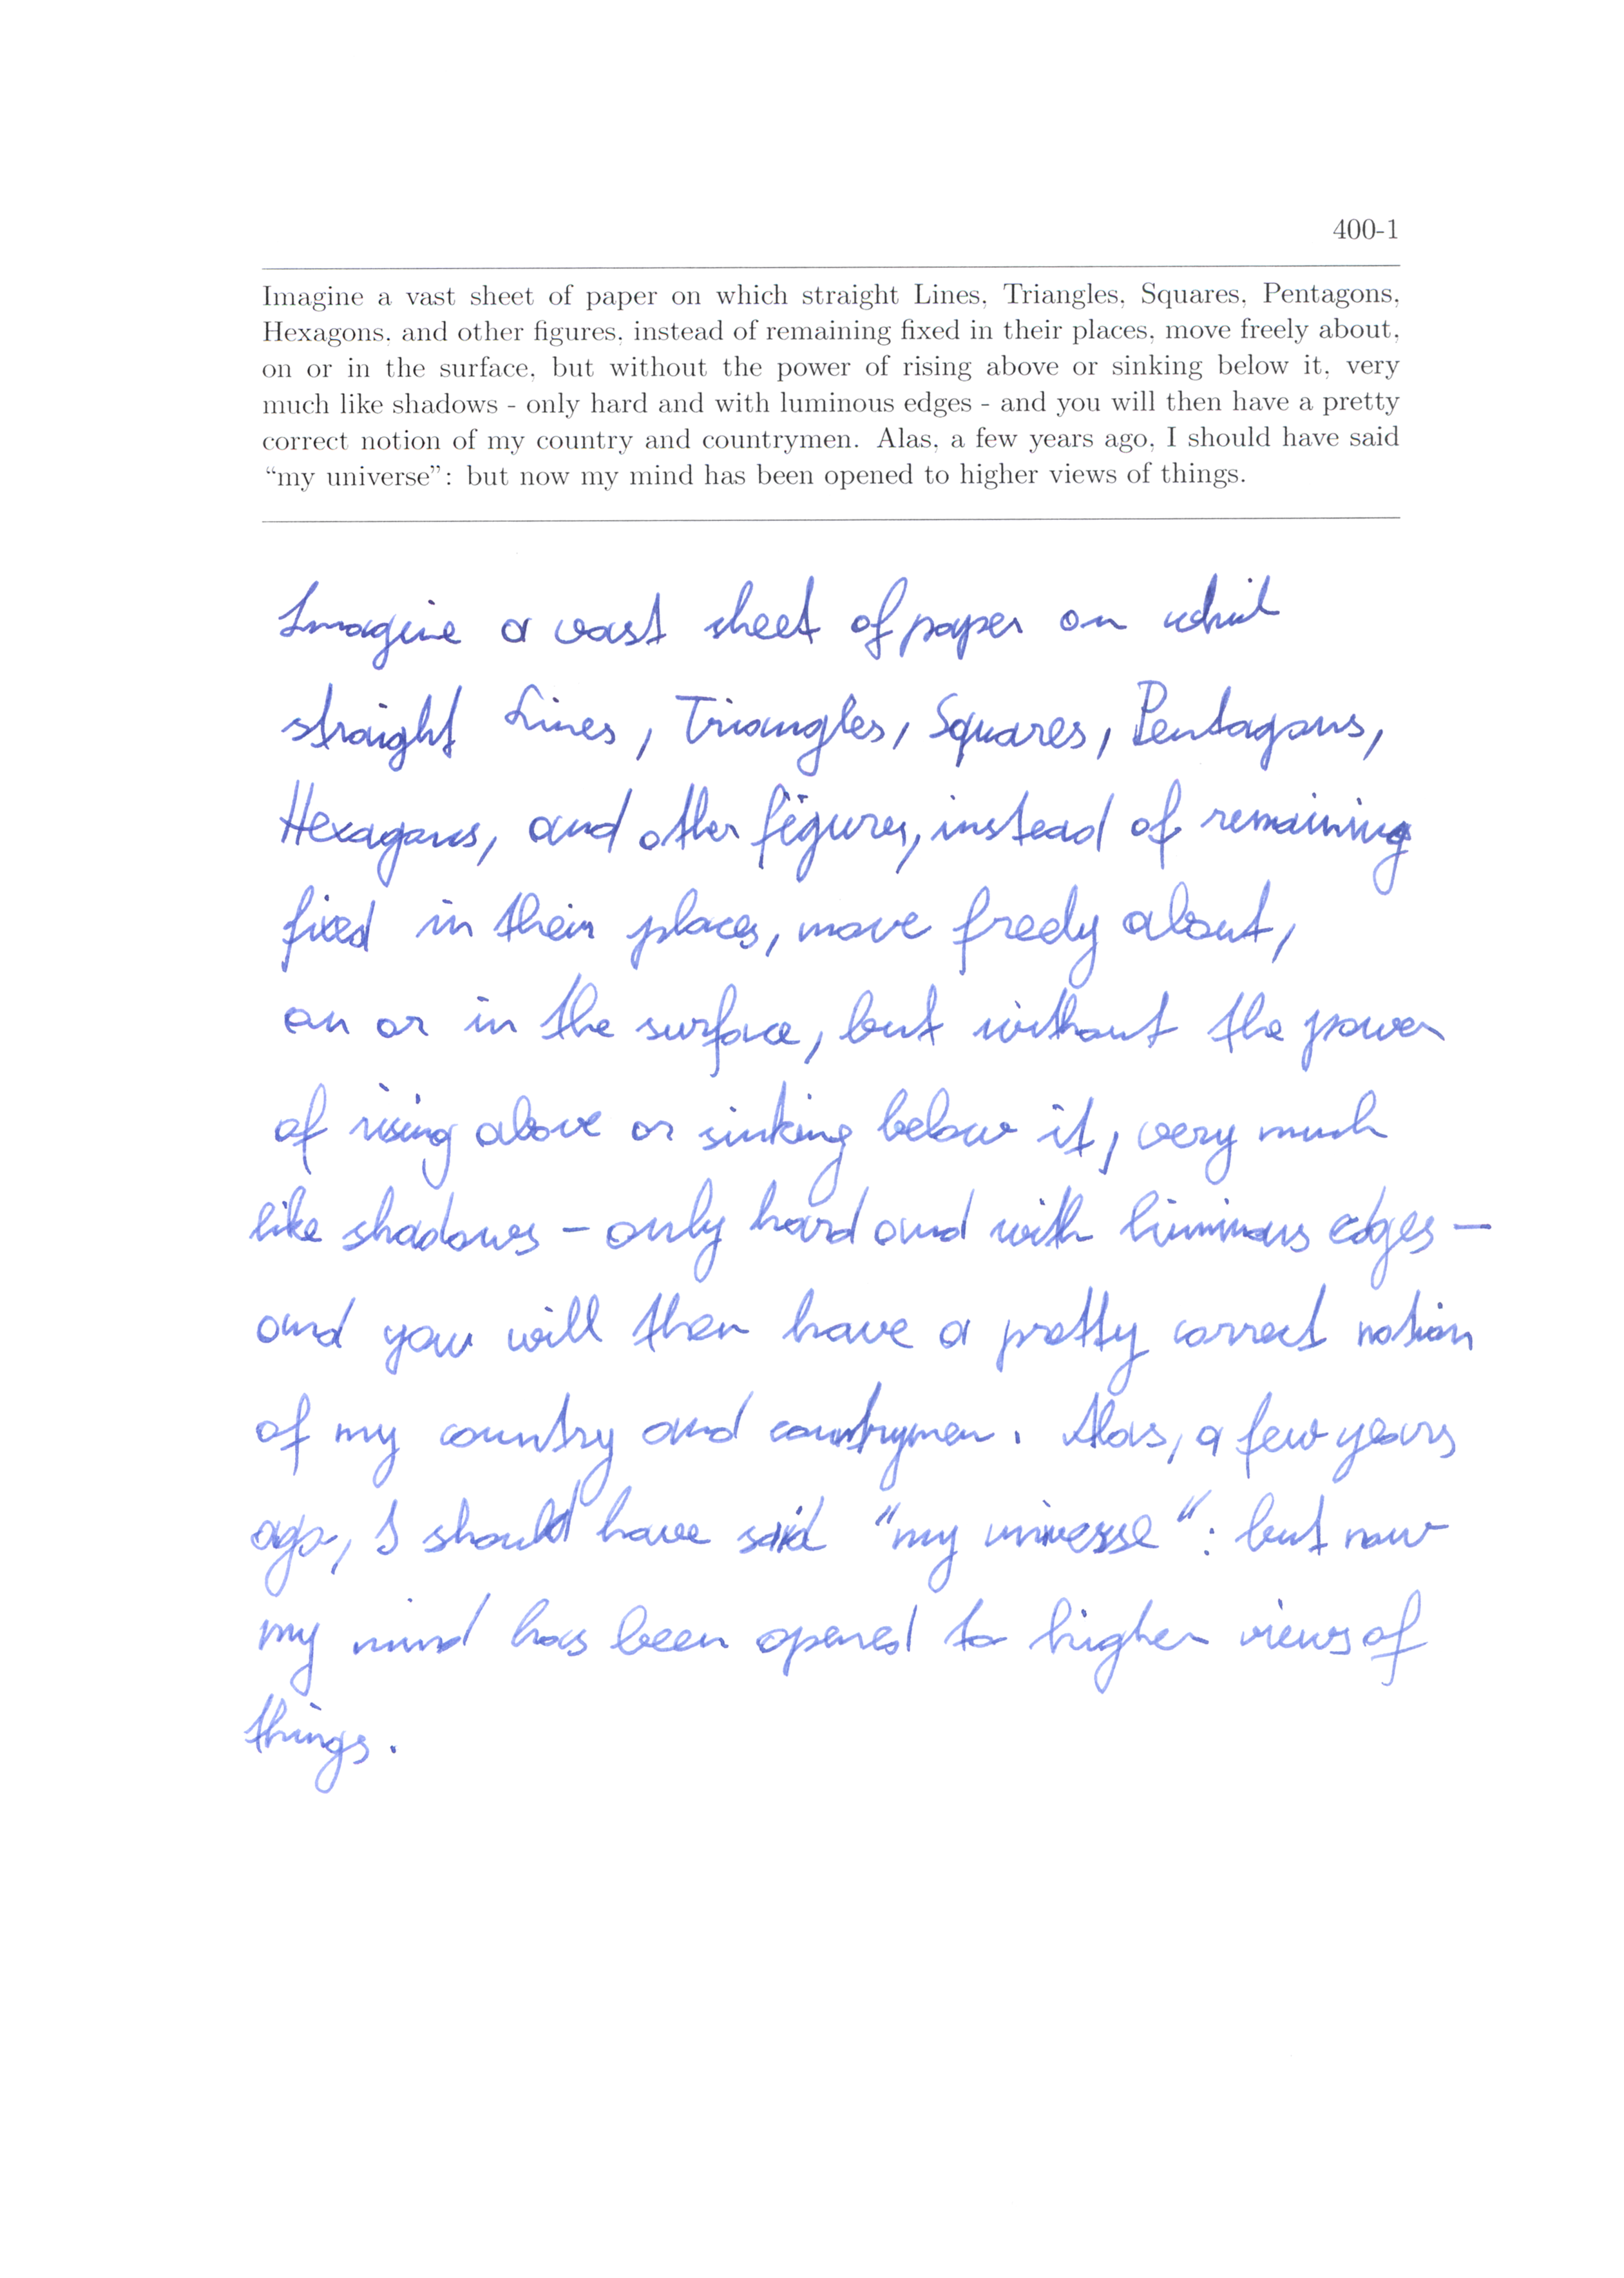 400-1
Imagine a vast sheet of paper on which straight Lines, Triangles, Squares, Pentagons,
Hexagons, and other figures, instead of remaining fixed in their places, move freely about,
on or in the surface, but without the power of rising above or sinking below it, very
much like shadows - only hard and with luminous edges - and you will then have a pretty
correct notion of my country and countrymen. Alas, a few years ago, I should have said
“my universe”: but now my mind has been opened to higher views of things.
Imagine a vast sheet of paper on which
straight Lines, Triangles, Squares, Pentagons,
Hexagons, and other figures, instead of remaining
fixed in their places, move freely about,
on or in the surface, but without the power
of rising above or sinking below it, very much
like shadows - only hard and with luminous edges -
and you will then have a pretty correct notion
of my country and countrymen. Alas, a few years
ago, I should have said "my universe": but now
my mind has been opened to higher views of
things.